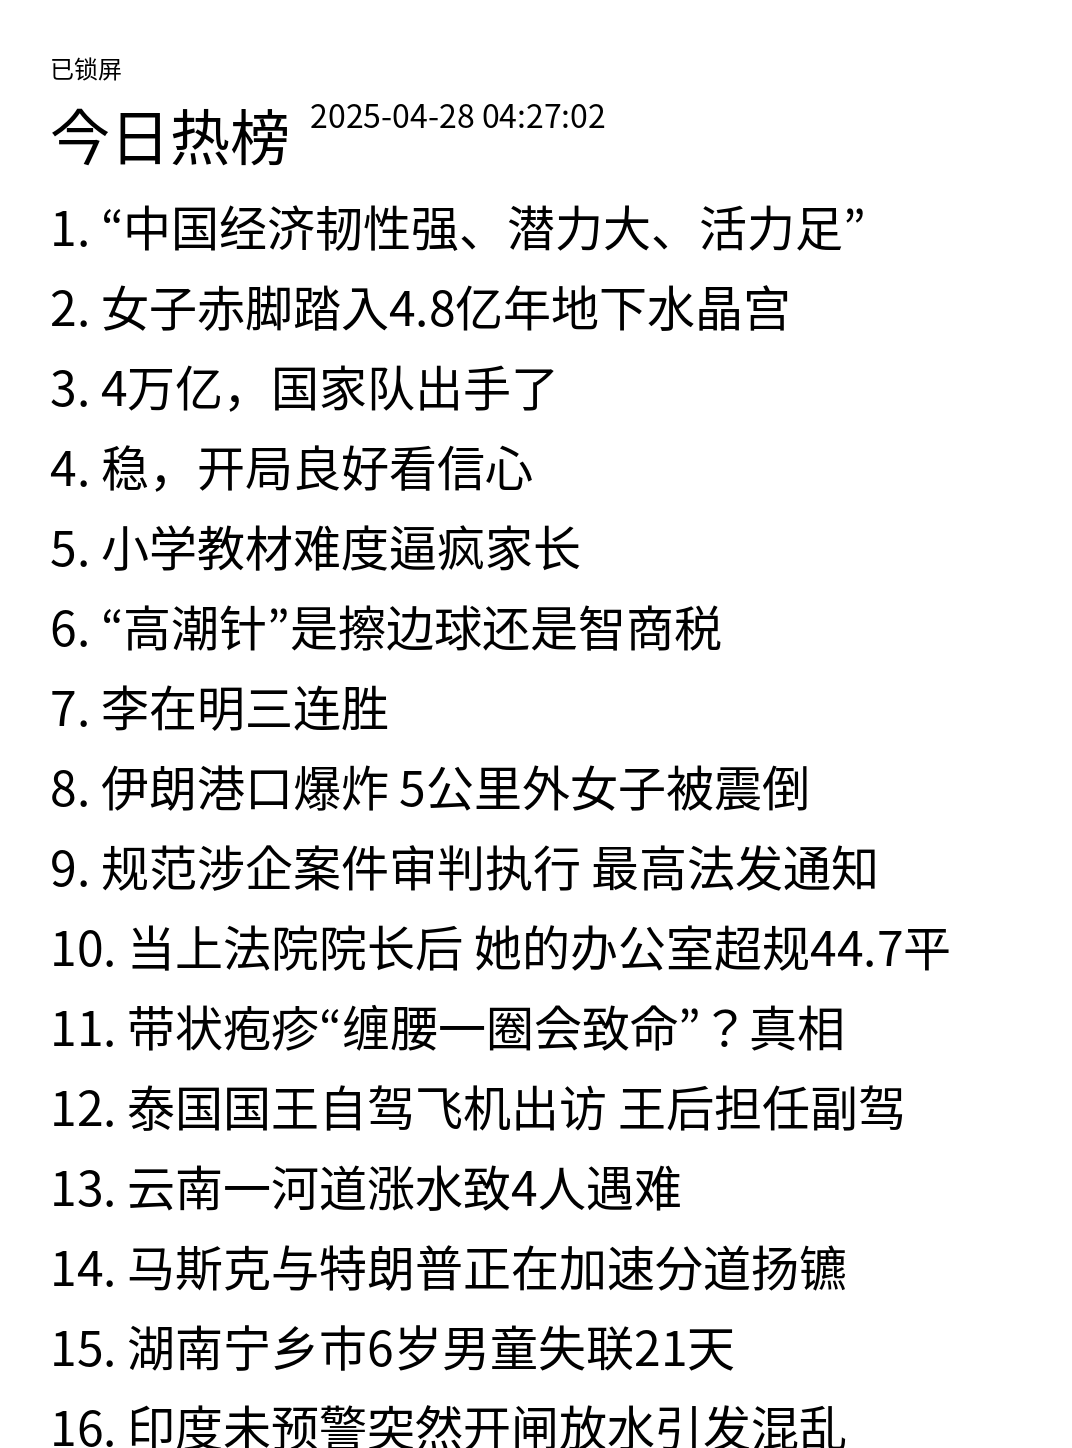 已锁屏
今日热榜 2025-04-28 04:27:02
1. “中国经济韧性强、潜力大、活力足”
2. 女子赤脚踏入4.8亿年地下水晶宫
3. 4万亿，国家队出手了
4. 稳，开局良好看信心
5. 小学教材难度逼疯家长
6. “高潮针”是擦边球还是智商税
7. 李在明三连胜
8. 伊朗港口爆炸 5公里外女子被震倒
9. 规范涉企案件审判执行 最高法发通知
10. 当上法院院长后 她的办公室超规44.7平
11. 带状疱疹“缠腰一圈会致命”？真相
12. 泰国国王自驾飞机出访 王后担任副驾
13. 云南一河道涨水致4人遇难
14. 马斯克与特朗普正在加速分道扬镳
15. 湖南宁乡市6岁男童失联21天
16. 印度未预警突然开闸放水引发混乱